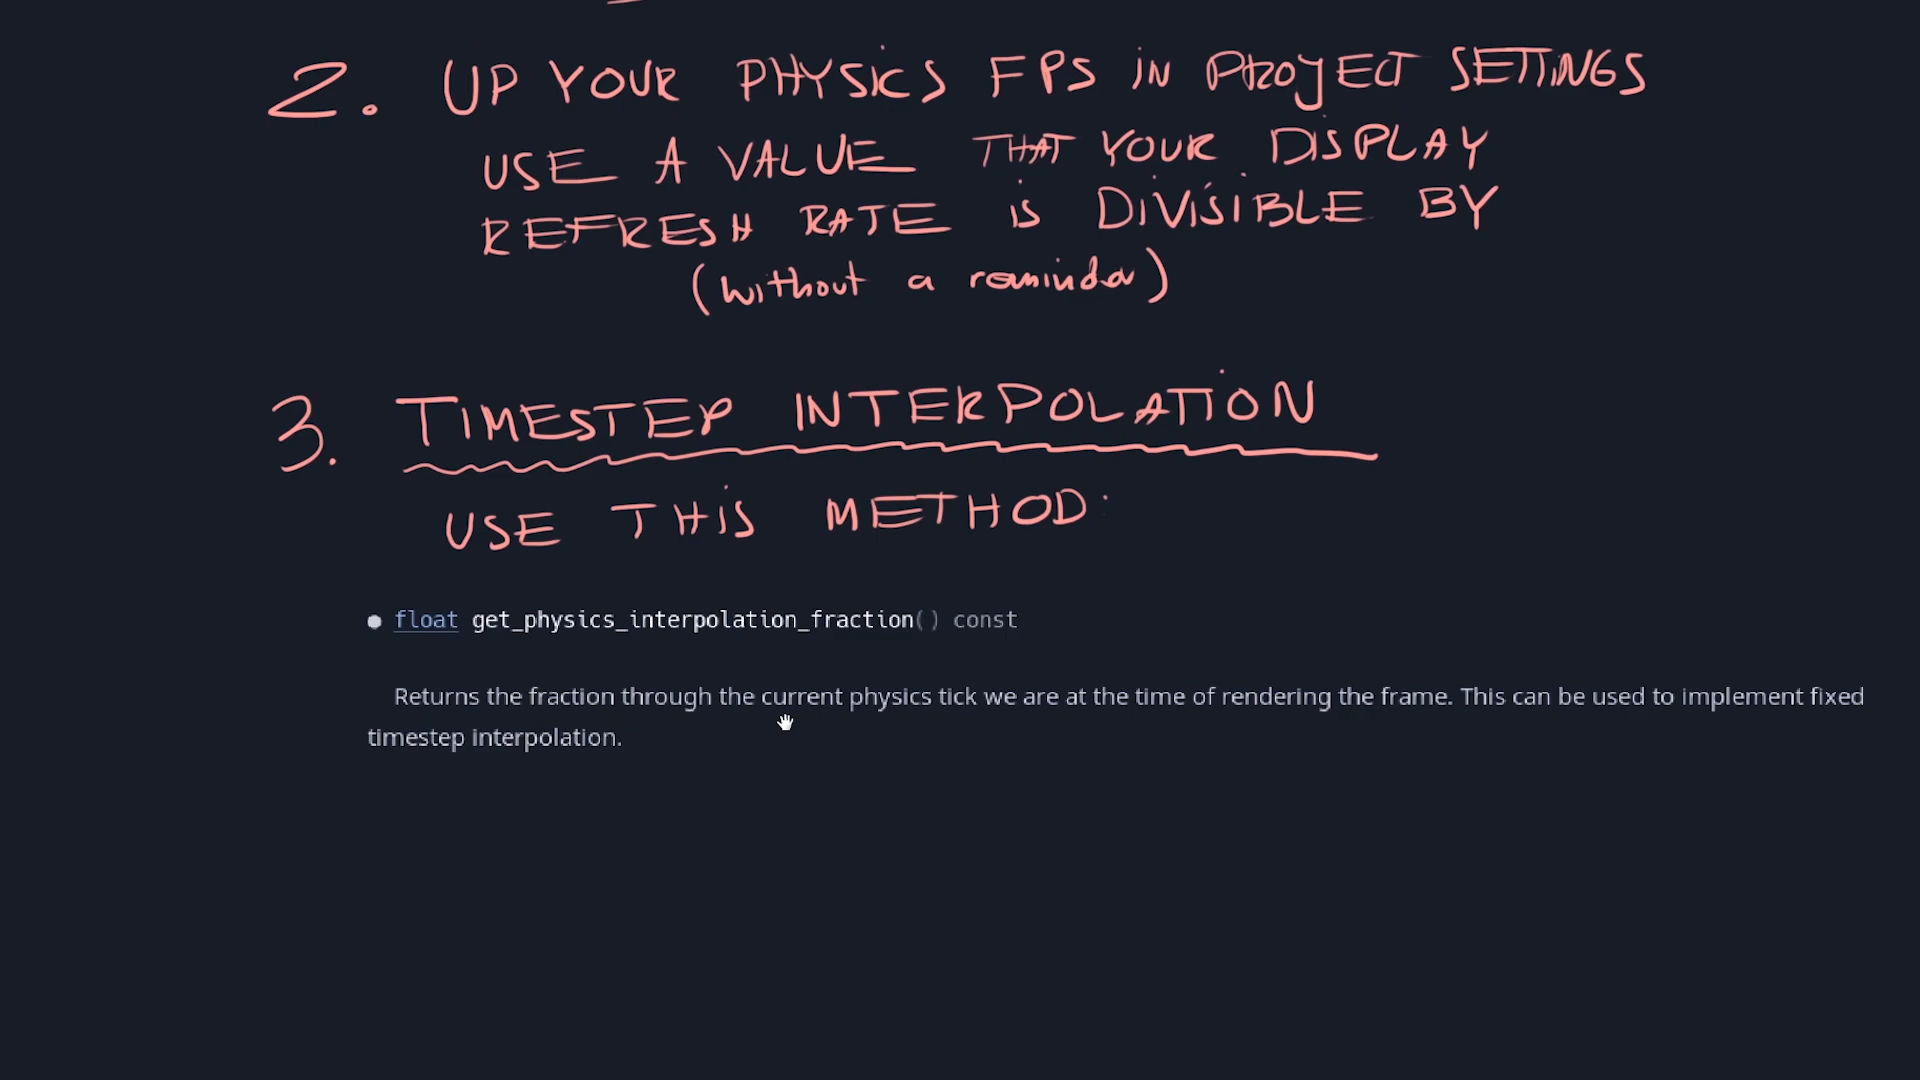 2. UP YOUR PHYSICS FPS iN PROJECT SETTINGS
USE A VALUE THAT YOUR DISPLAY
REFRESH RATE is DIVISIBLE BY
(without a reminder)
3. TIMESTEP INTERPOLATION
USE THIS METHOD:
● float get_physics_interpolation_fraction() const
Returns the fraction through the current physics tick we are at the time of rendering the frame. This can be used to implement fixed
timestep interpolation.